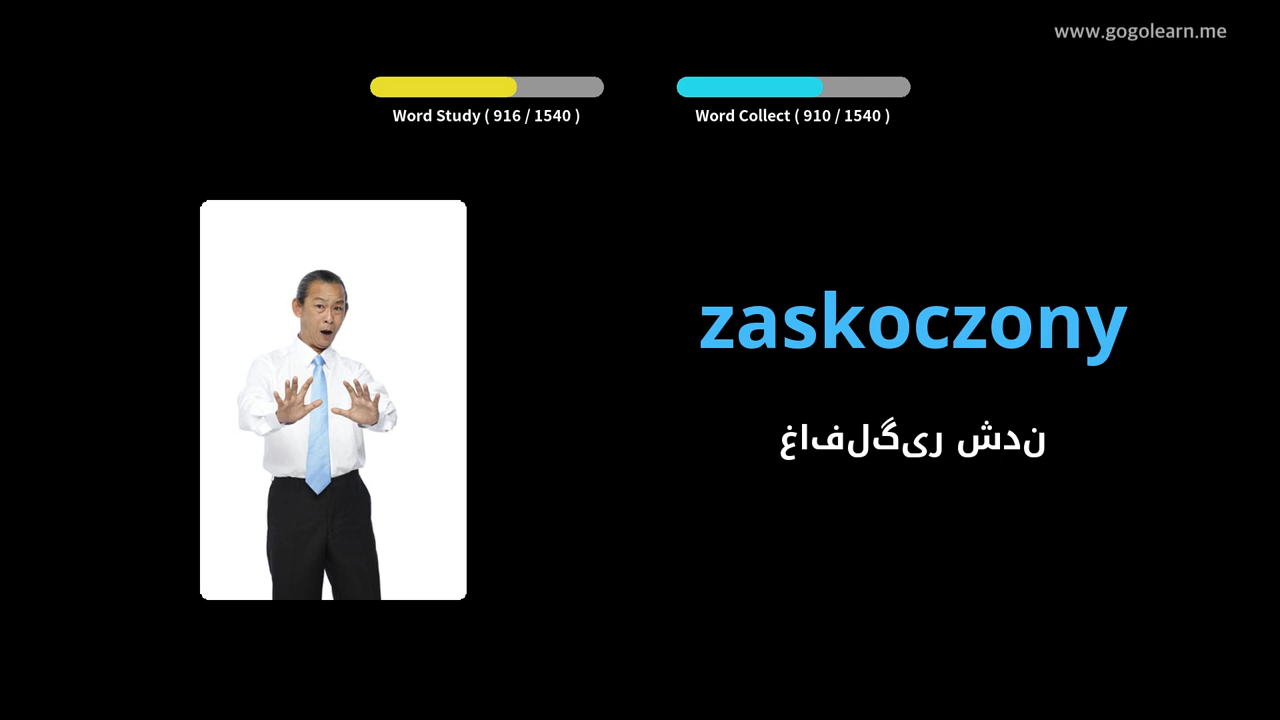 www.gogolearn.me
Word Study ( 916 / 1540 )
Word Collect ( 910 / 1540 )
zaskoczony
غافلگیر شدن